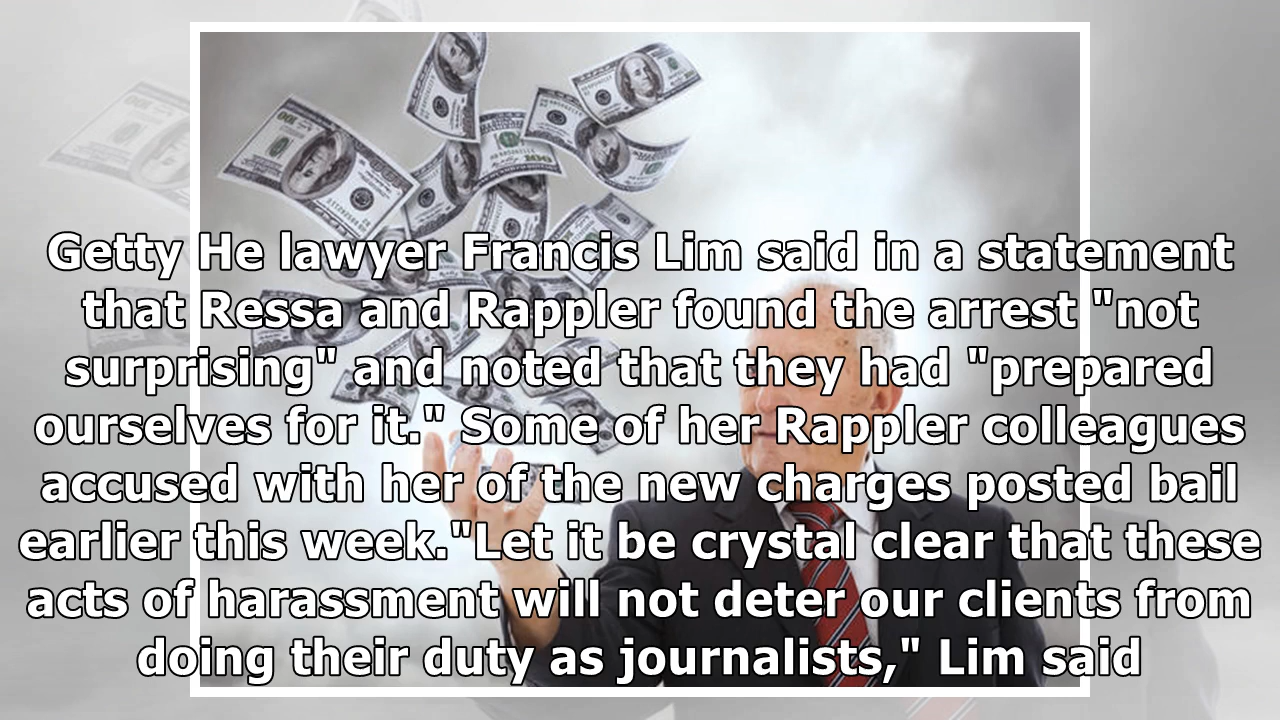 Getty He lawyer Francis Lim said in a statement
that Ressa and Rappler found the arrest "not
surprising" and noted that they had "prepared
ourselves for it." Some of her Rappler colleagues
accused with her of the new charges posted bail
earlier this week."Let it be crystal clear that these
acts of harassment will not deter our clients from
doing their duty as journalists," Lim said